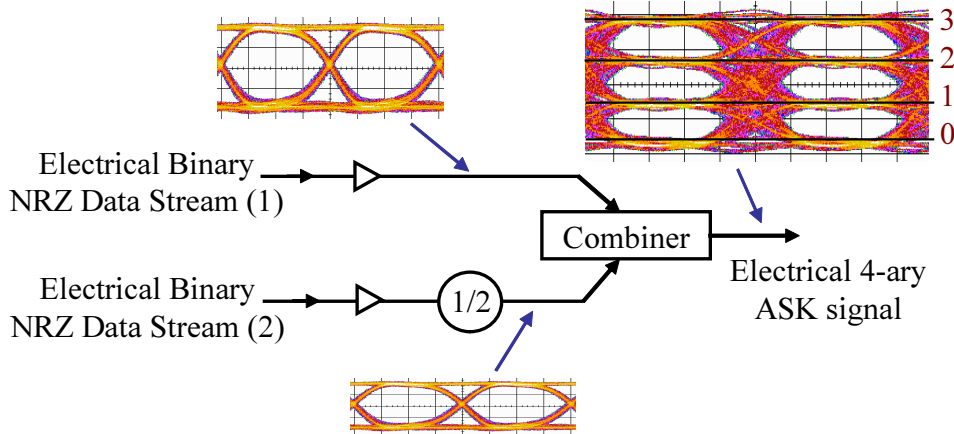 3
2
1
0
Electrical Binary
NRZ Data Stream (1)
Combiner
Electrical 4-ary
ASK signal
Electrical Binary
NRZ Data Stream (2)
1/2